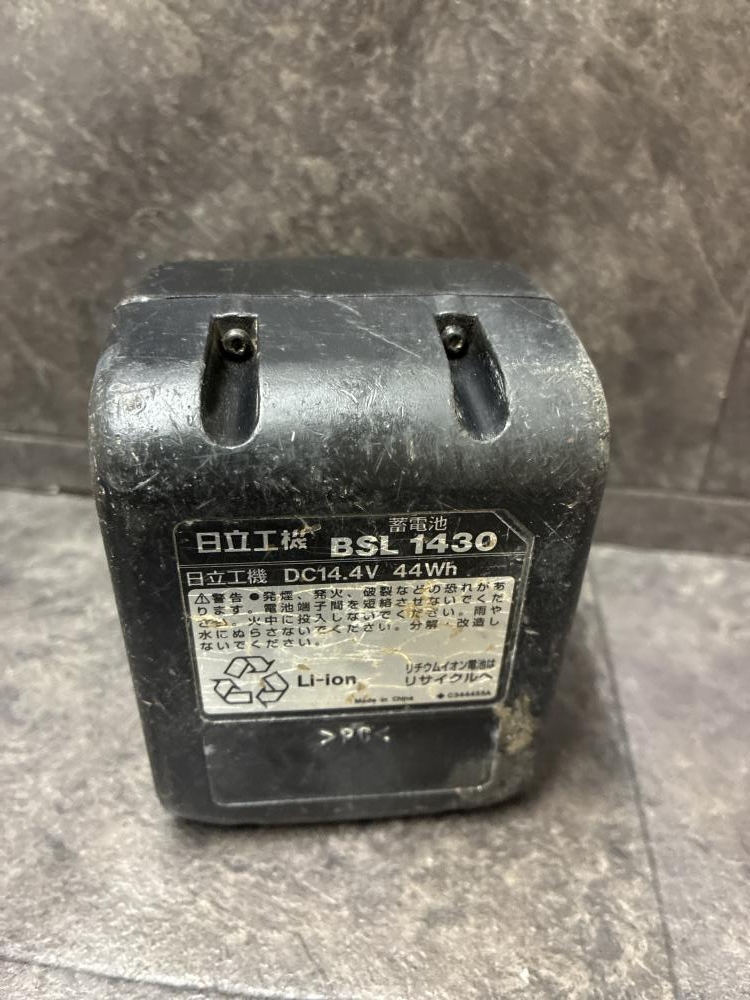 蓄電池
日立工機 BSL 1430
日立工機 DC14.4V 44Wh
⚠警告●発煙、発火、破裂などの恐れがあ
ります。電池端子間を短絡させないでくだ
さい。火中に投入しないでください。雨や
水にぬらさないでください。分解・改造し
ないでください。
Li-ion
リチウムイオン電池は
リサイクルへ
Made in China
>PC<